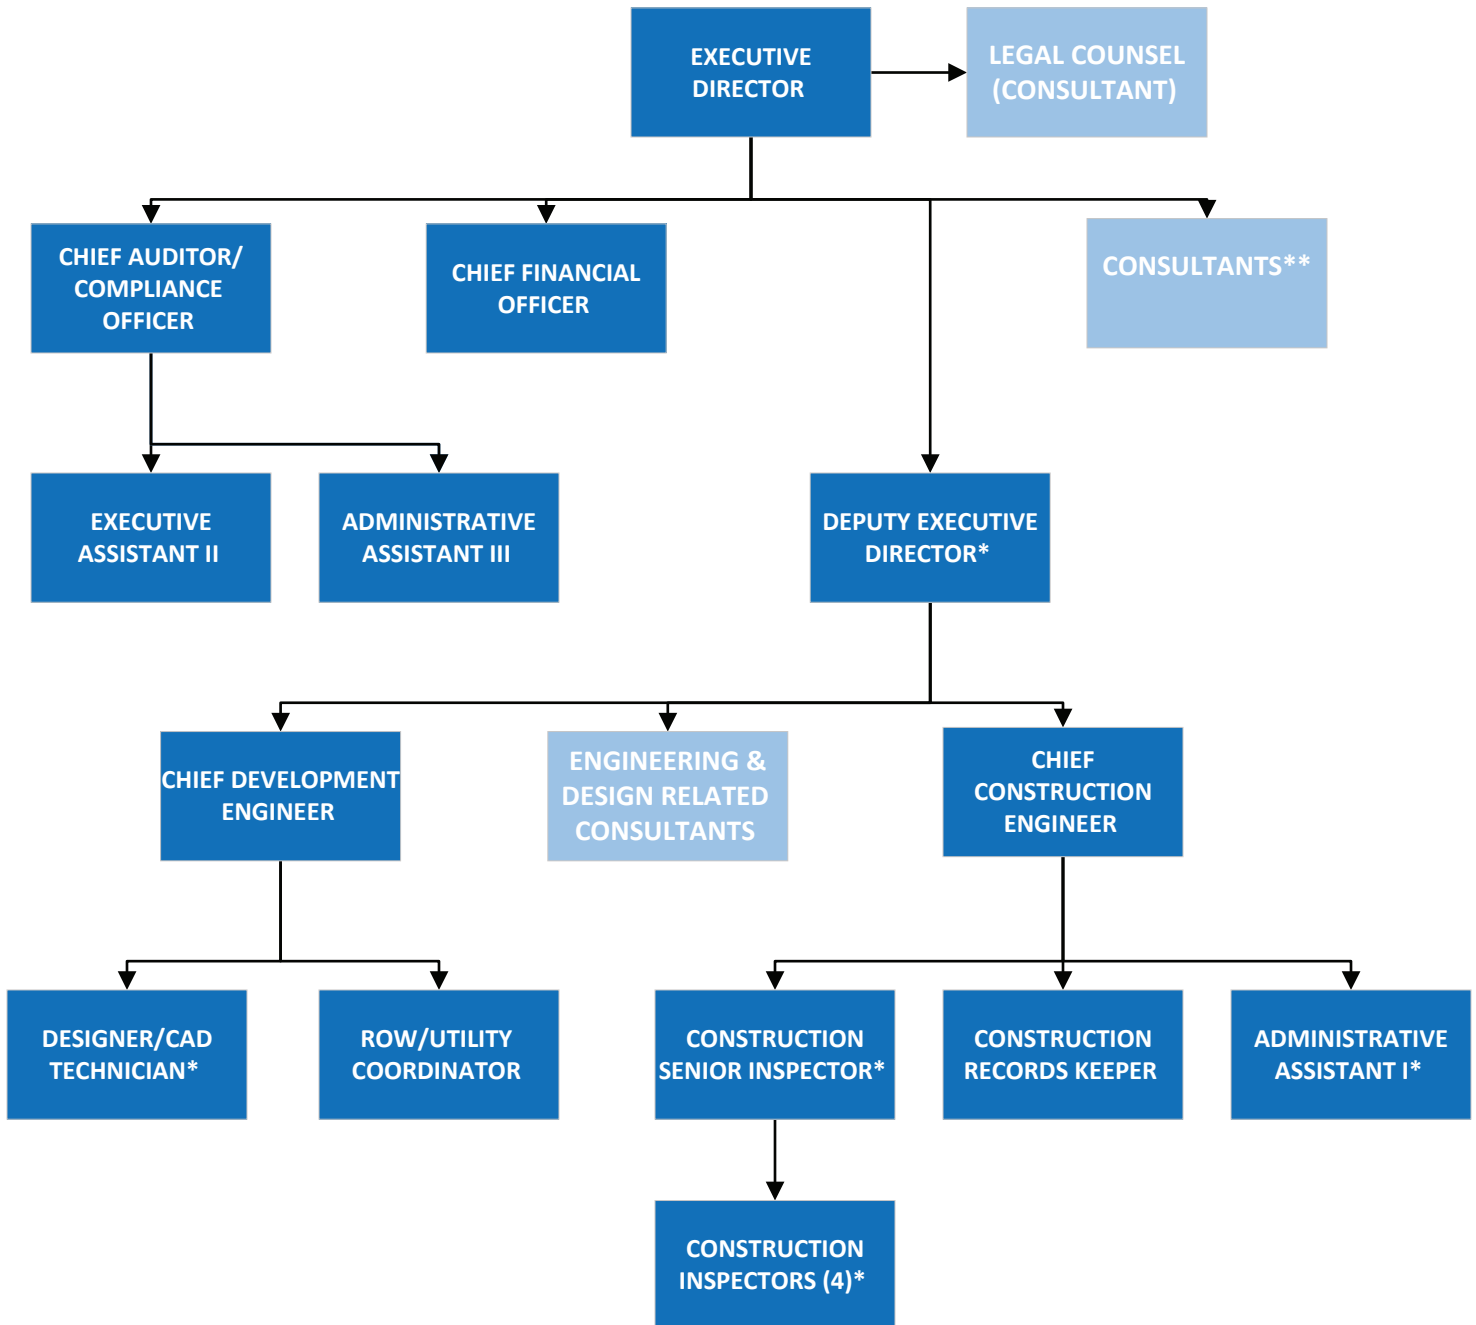 EXECUTIVE
DIRECTOR
LEGAL COUNSEL
(CONSULTANT)
CHIEF AUDITOR/
COMPLIANCE
OFFICER
CHIEF FINANCIAL
OFFICER
CONSULTANTS**
EXECUTIVE
ASSISTANT II
ADMINISTRATIVE
ASSISTANT III
DEPUTY EXECUTIVE
DIRECTOR*
CHIEF DEVELOPMENT
ENGINEER
ENGINEERING &
DESIGN RELATED
CONSULTANTS
CHIEF
CONSTRUCTION
ENGINEER
DESIGNER/CAD
TECHNICIAN*
ROW/UTILITY
COORDINATOR
CONSTRUCTION
SENIOR INSPECTOR*
CONSTRUCTION
RECORDS KEEPER
ADMINISTRATIVE
ASSISTANT I*
CONSTRUCTION
INSPECTORS (4)*